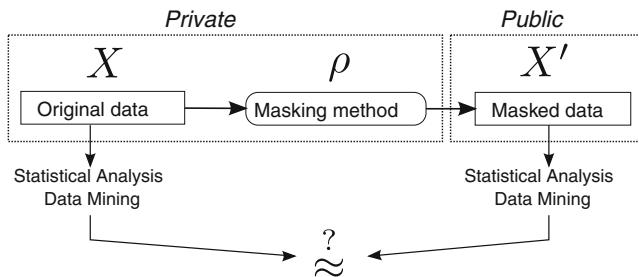 Private
Public
X
ρ
X′
Original data
Masking method
Masked data
Statistical Analysis
Data Mining
Statistical Analysis
Data Mining
?
≈